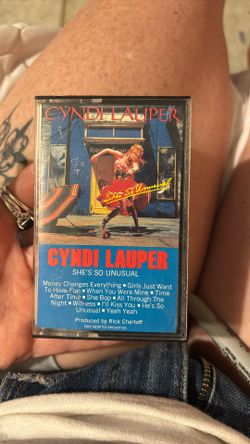 CYNDI LAUPER
She's So Unusual
CYNDI LAUPER
SHE'S SO UNUSUAL
Money Changes Everything • Girls Just Want
To Have Fun • When You Were Mine • Time
After Time • She Bop • All Through The
Night • Witness • I'll Kiss You • He's So
Unusual • Yeah Yeah
Produced by Rick Chertoff